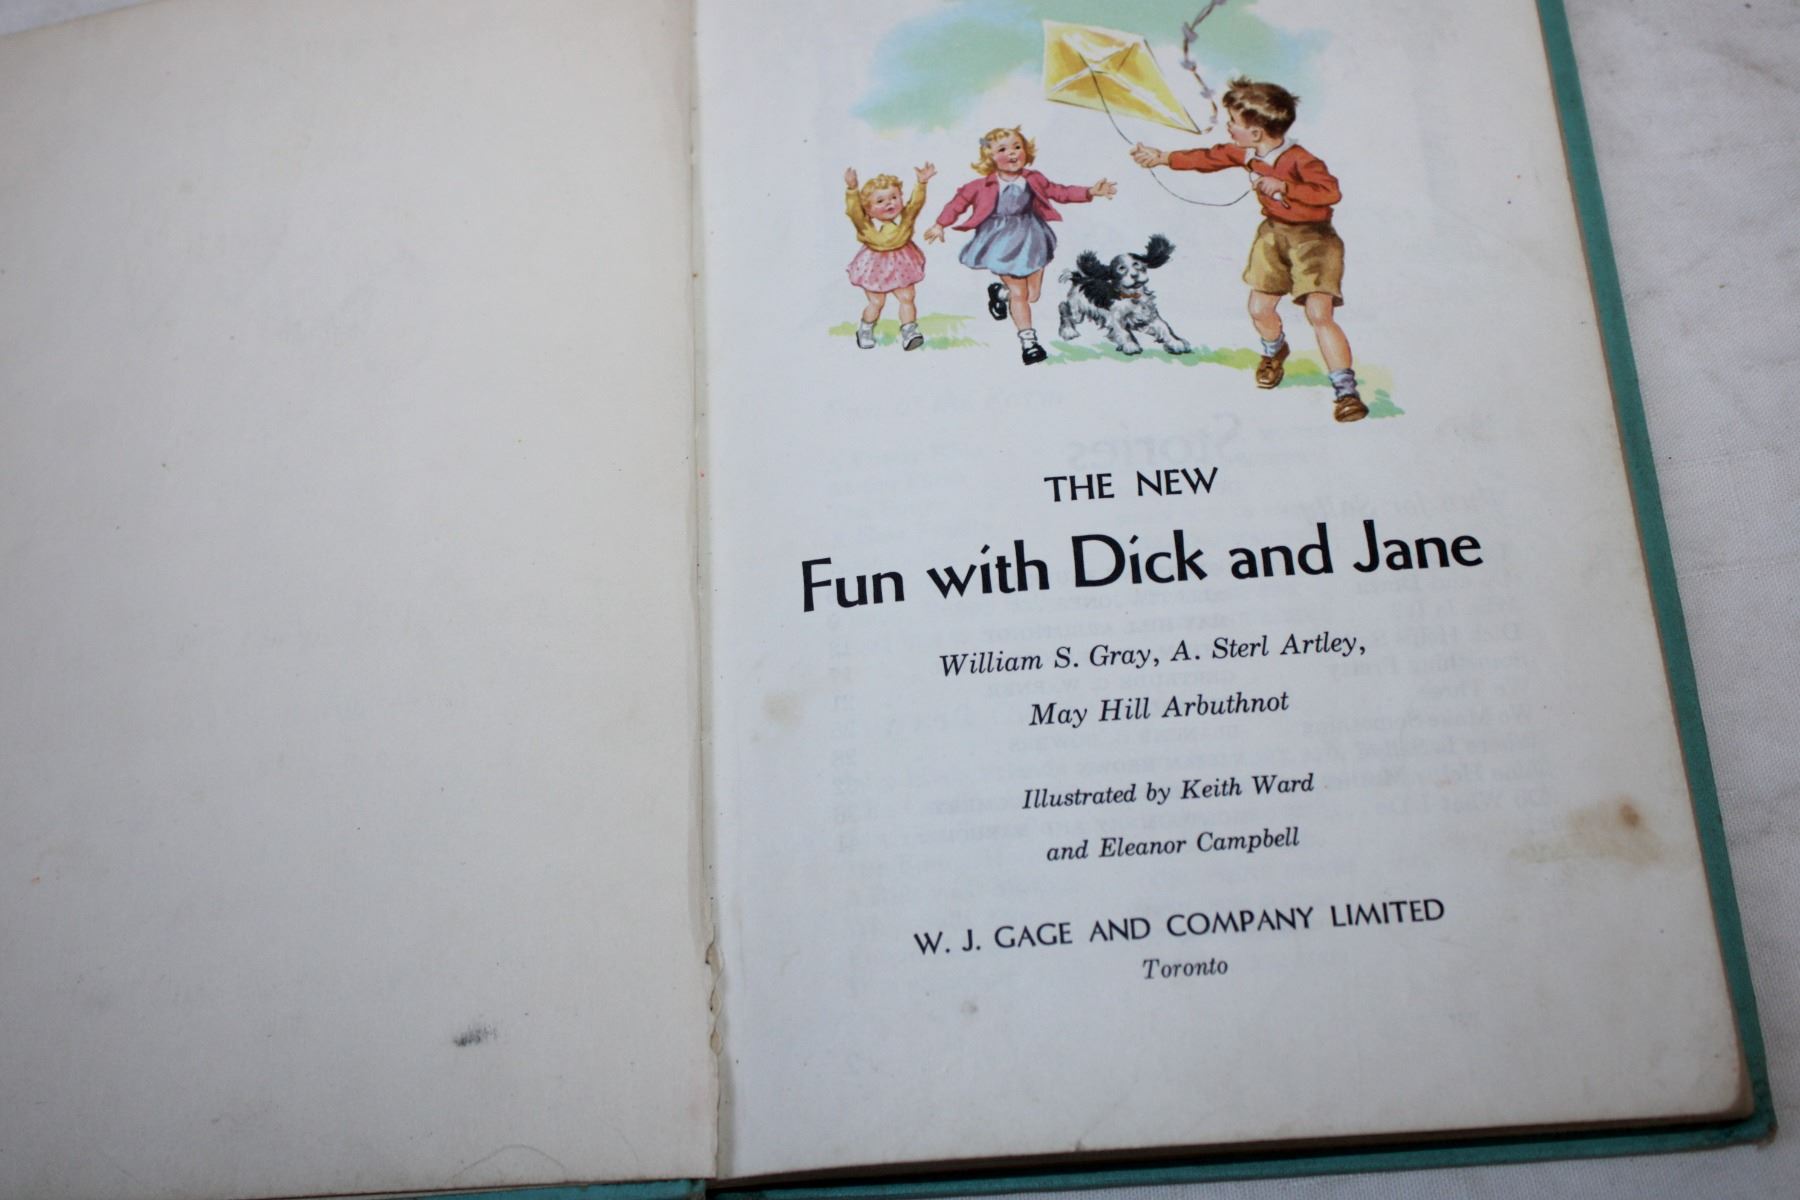 THE NEW
Fun with Dick and Jane
William S. Gray, A. Sterl Artley,
May Hill Arbuthnot
Illustrated by Keith Ward
and Eleanor Campbell
W. J. GAGE AND COMPANY LIMITED
Toronto